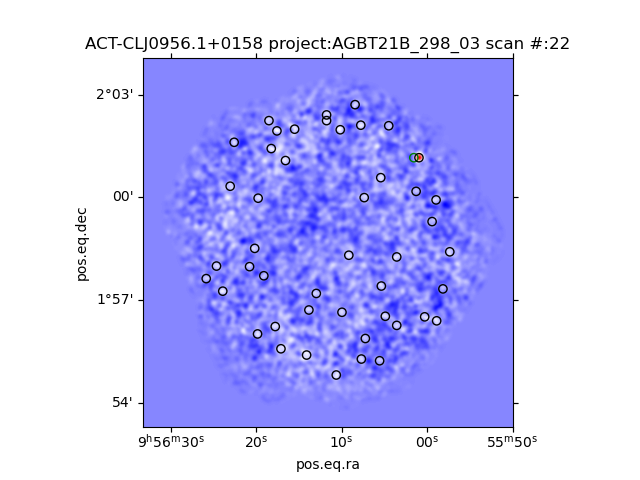 ACT-CLJ0956.1+0158 project:AGBT21B_298_03 scan #:22
2°03'
00'
1°57'
54'
pos.eq.dec
9ʰ56ᵐ30ˢ 20ˢ 10ˢ 00ˢ 55ᵐ50ˢ
pos.eq.ra